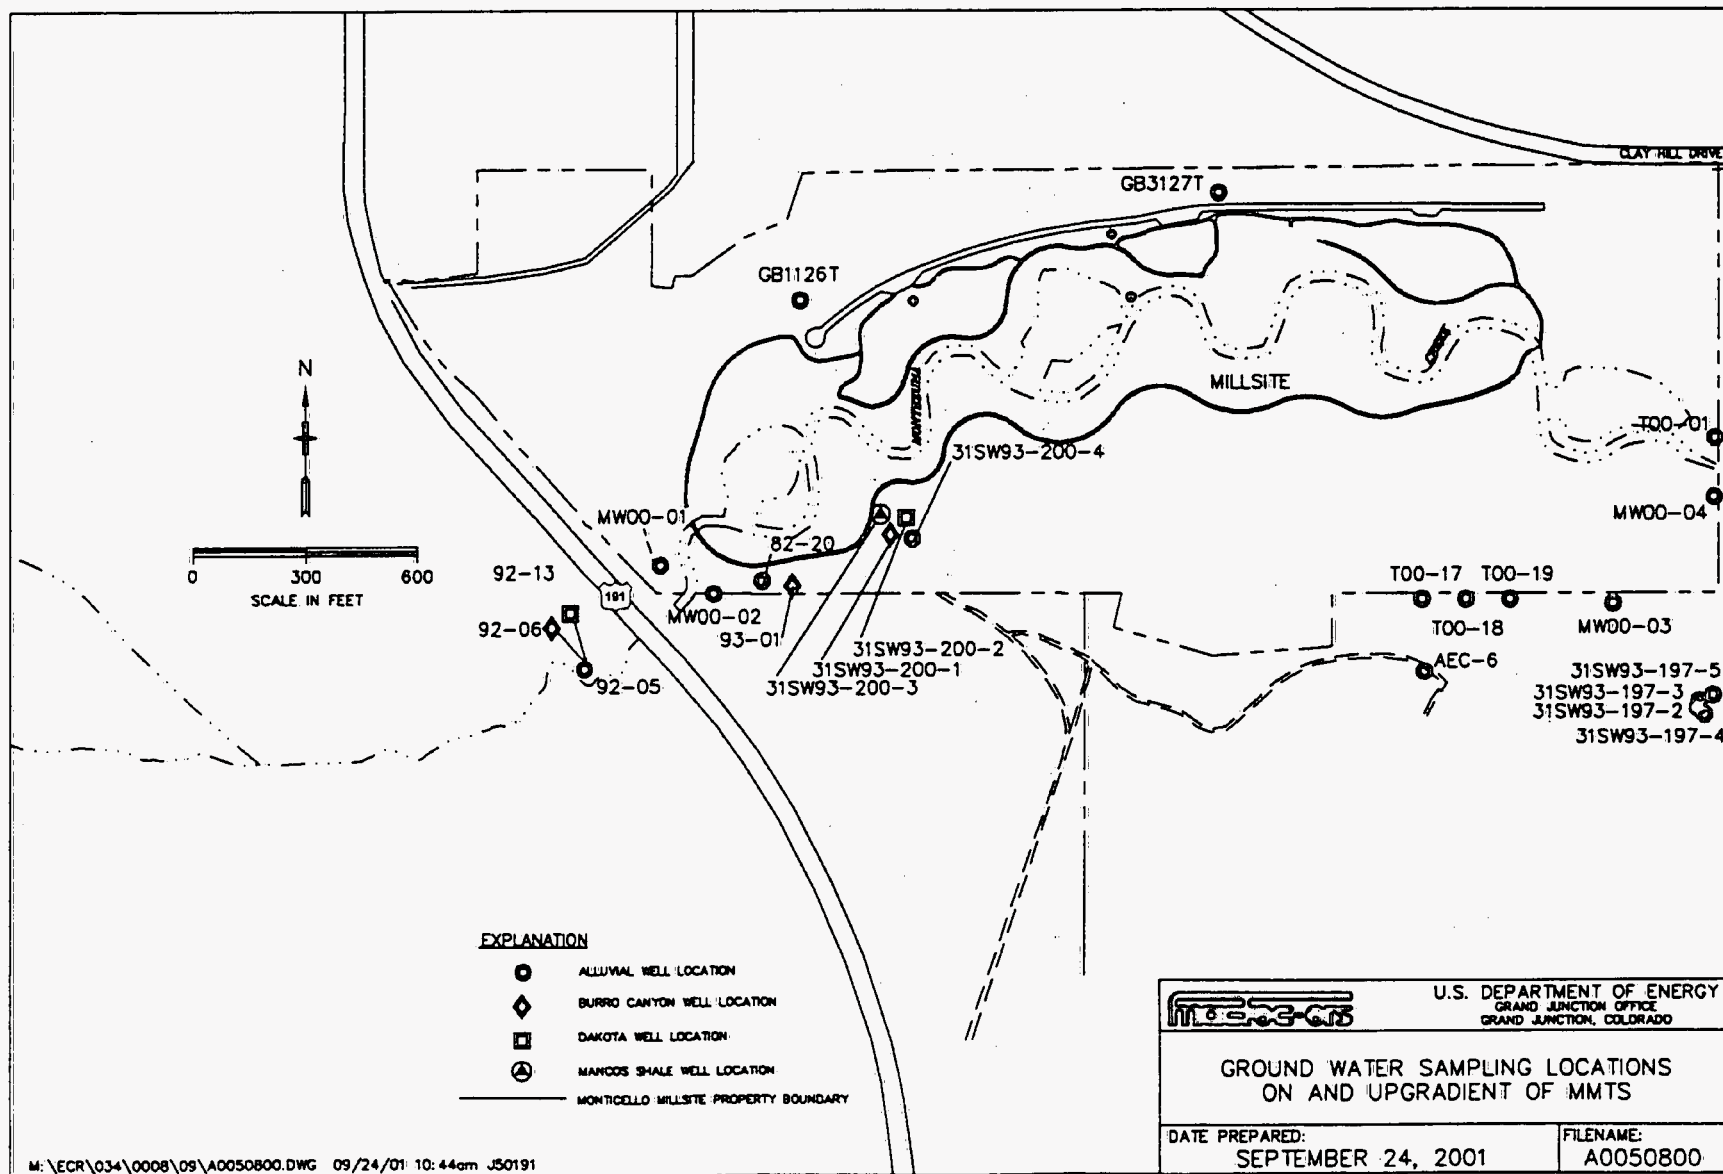 CLAY HILL DRIVE
GB3127T
GB1126T
N
MILLSITE
MONTEZUMA
T00-01
31SW93-200-4
MW00-04
MW00-01
82-20
0 300 600
SCALE IN FEET
92-13
191
T00-17 T00-19
MW00-02
92-06
93-01
T00-18
MW00-03
31SW93-200-2
31SW93-200-1
31SW93-200-3
92-05
AEC-6
31SW93-197-5
31SW93-197-3
31SW93-197-2
31SW93-197-4
EXPLANATION
ALLUVIAL WELL LOCATION
BURRO CANYON WELL LOCATION
DAKOTA WELL LOCATION
MANCOS SHALE WELL LOCATION
MONTICELLO MILLSITE PROPERTY BOUNDARY
U.S. DEPARTMENT OF ENERGY
GRAND JUNCTION OFFICE
GRAND JUNCTION, COLORADO
GROUND WATER SAMPLING LOCATIONS
ON AND UPGRADIENT OF MMTS
DATE PREPARED:
SEPTEMBER 24, 2001
FILENAME:
A0050800
M:\ECR\034\0008\09\A0050800.DWG 09/24/01 10:44am J50191